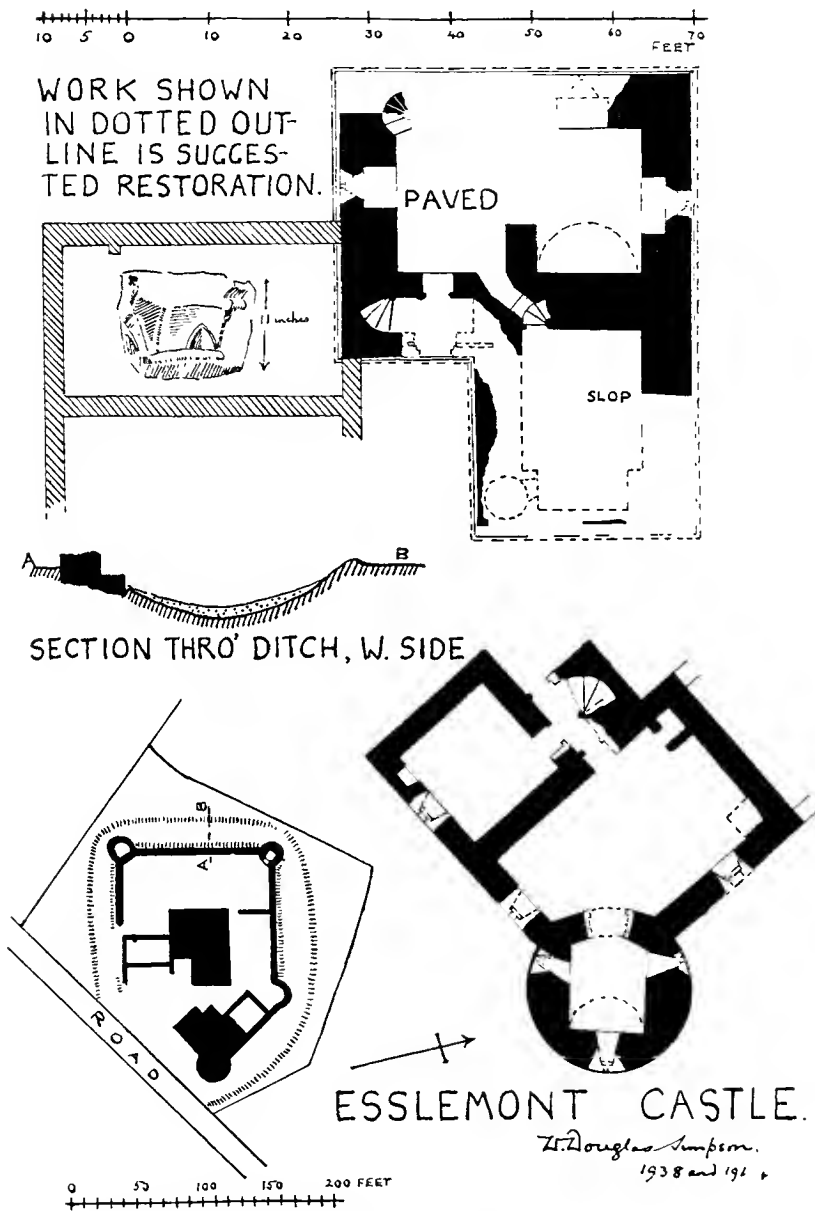 10 5 0 10 20 30 40 50 60 70
FEET
WORK SHOWN
IN DOTTED OUT-
LINE IS SUGGES-
TED RESTORATION.
PAVED
inches
SLOP
A B
SECTION THRO' DITCH, W. SIDE
B
A
ROAD
ESSLEMONT CASTLE.
W. Douglas Simpson.
1938 and
0 50 100 150 200 FEET